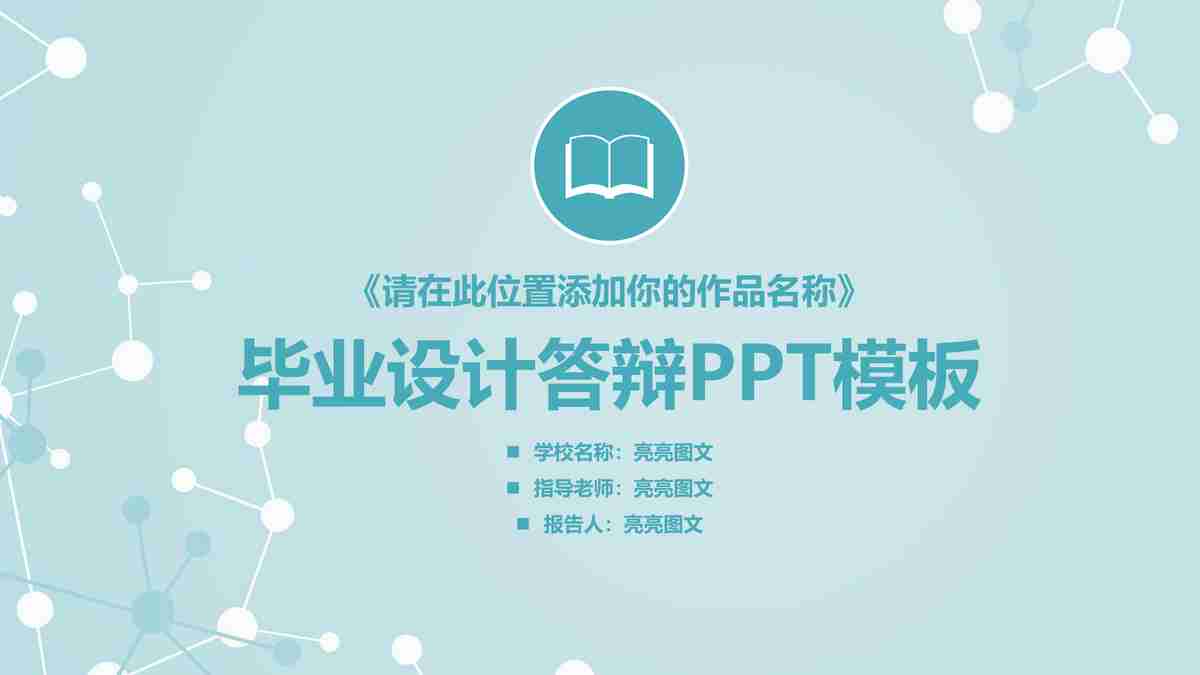 《请在此位置添加你的作品名称》
毕业设计答辩PPT模板
■ 学校名称：亮亮图文
■ 指导老师：亮亮图文
■ 报告人：亮亮图文